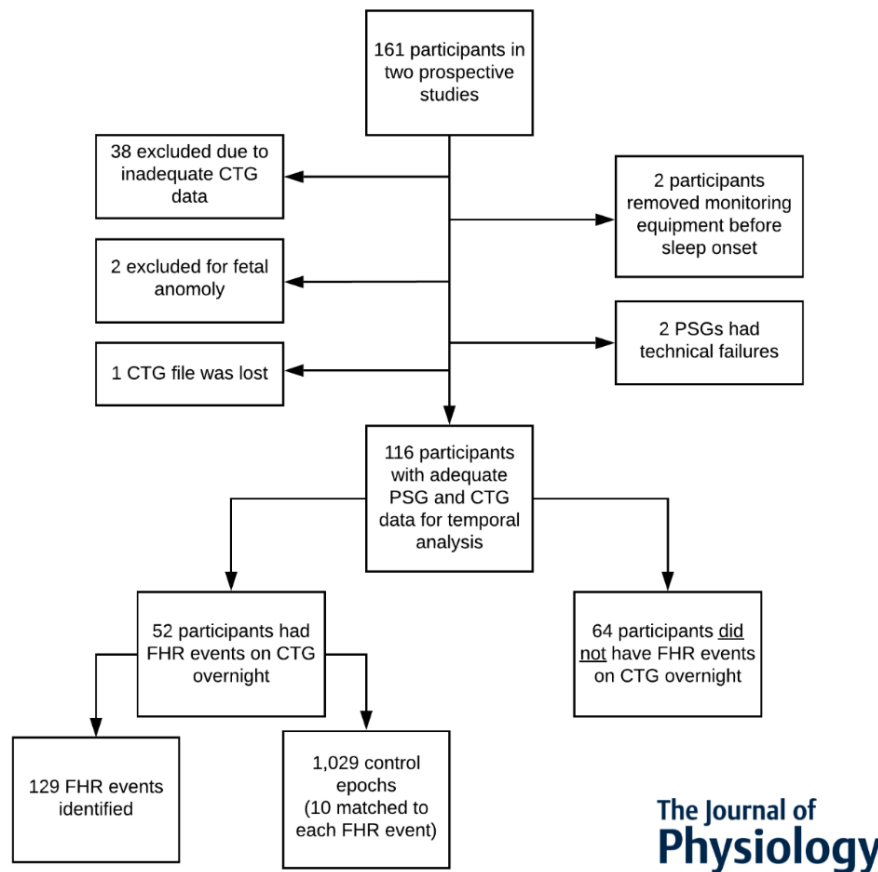 161 participants in
two prospective
studies
38 excluded due to
inadequate CTG
data
2 participants
removed monitoring
equipment before
sleep onset
2 excluded for fetal
anomoly
2 PSGs had
technical failures
1 CTG file was lost
116 participants
with adequate
PSG and CTG
data for temporal
analysis
52 participants had
FHR events on CTG
overnight
64 participants did
not have FHR events
on CTG overnight
129 FHR events
identified
1,029 control
epochs
(10 matched to
each FHR event)
The Journal of
Physiology